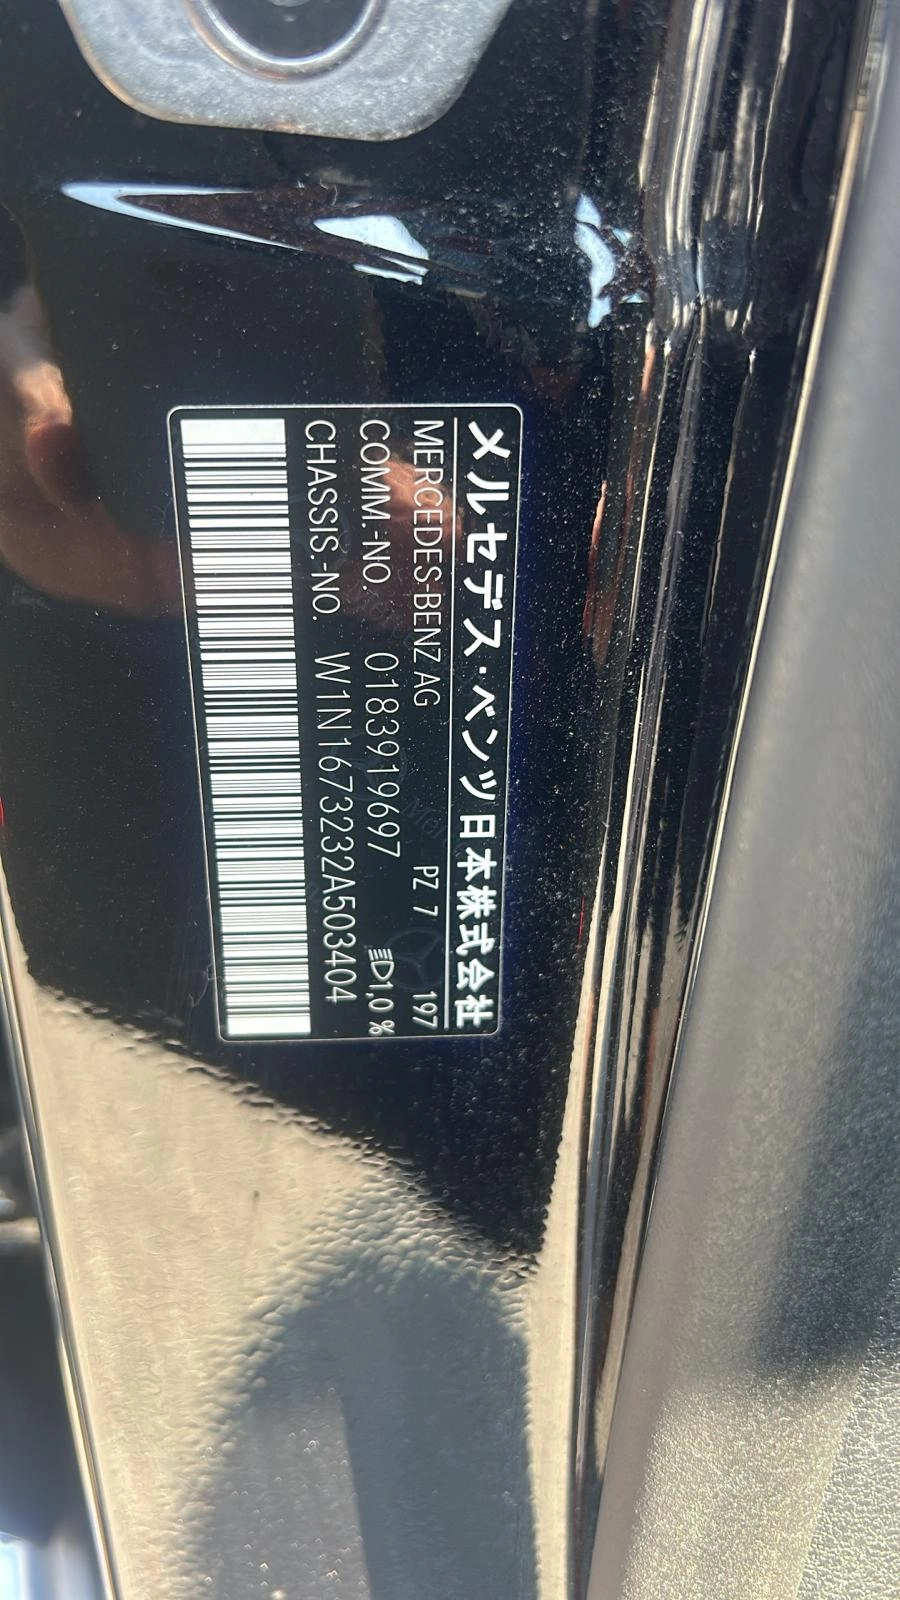 メルセデス・ベンツ日本株式会社
MERCEDES-BENZ AG PZ 7 197
COMM.-NO. 0183919697 1,0 %
CHASSIS.-NO. W1N1673232A503404